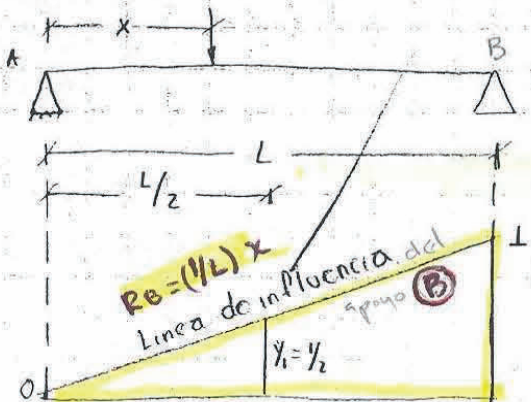 x
A
B
L
L/2
RB = (1/L) x
Linea de influencia del
apoyo B
1
Y₁ = 1/2
0